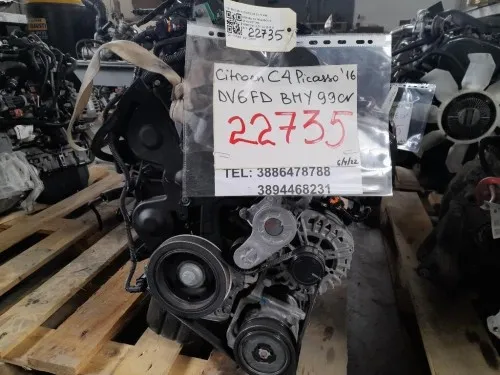 22735
Citroen C4 Picasso '16
DV6FD BHY 99cv
22735
TEL: 3886478788
3894468231